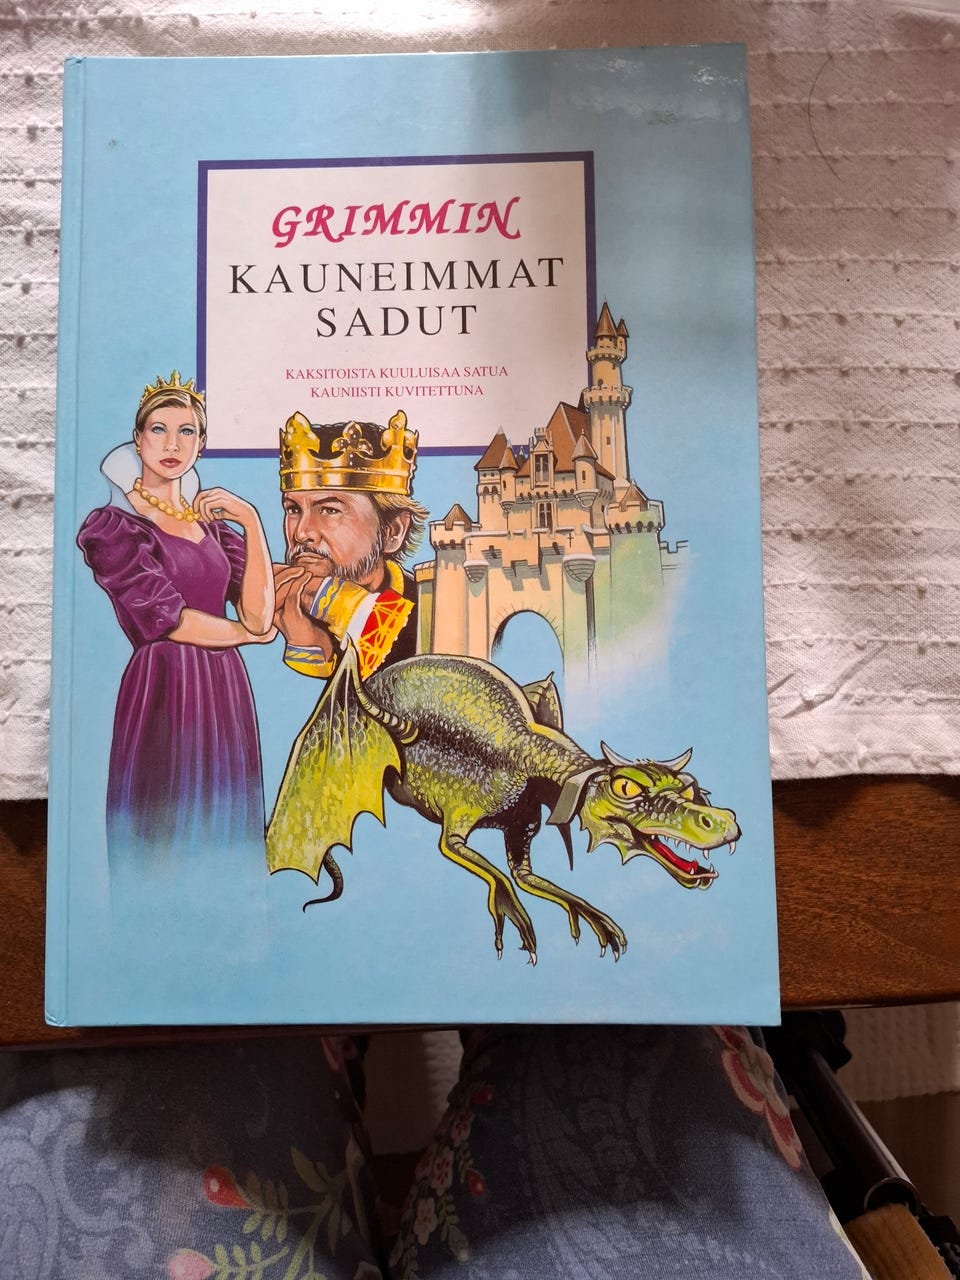 GRIMMIN
KAUNEIMMAT
SADUT
KAKSITOISTA KUULUISAA SATUA
KAUNIISTI KUVITETTUNA